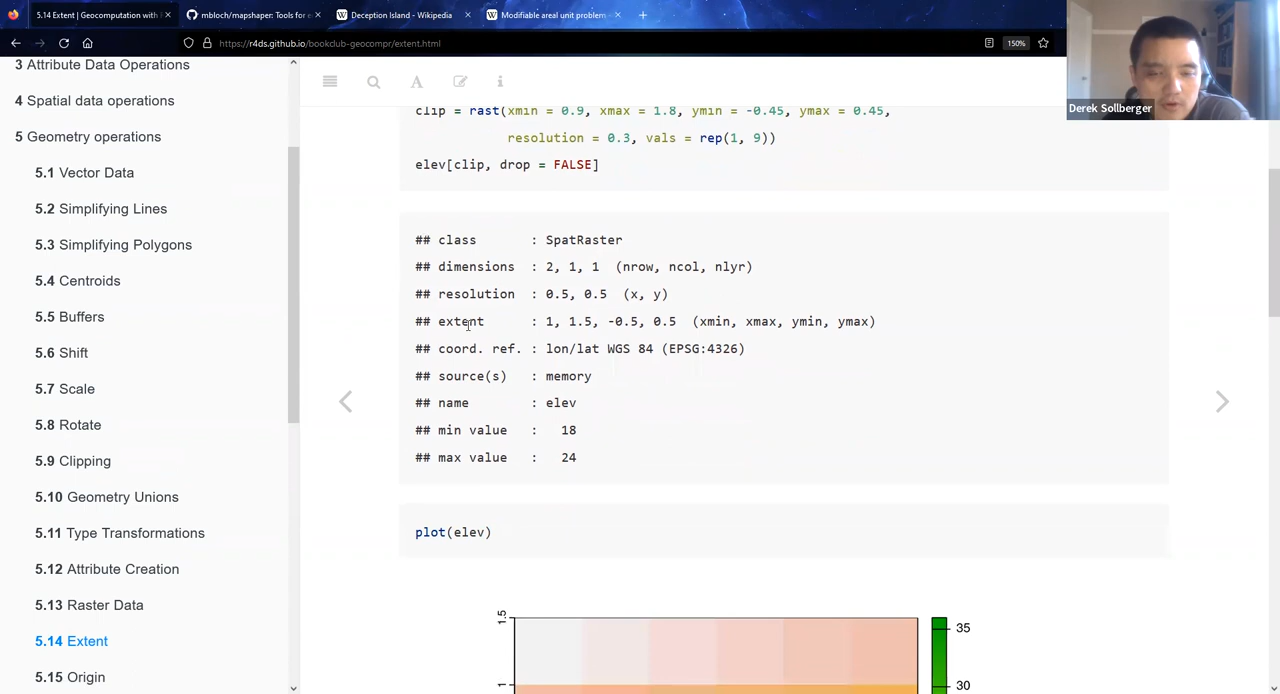 5.14 Extent | Geocomputation with
mbloch/mapshaper: Tools for e
Deception Island - Wikipedia
Modifiable areal unit problem
https://r4ds.github.io/bookclub-geocompr/extent.html
150%
Derek Sollberger
3 Attribute Data Operations
4 Spatial data operations
5 Geometry operations
5.1 Vector Data
5.2 Simplifying Lines
5.3 Simplifying Polygons
5.4 Centroids
5.5 Buffers
5.6 Shift
5.7 Scale
5.8 Rotate
5.9 Clipping
5.10 Geometry Unions
5.11 Type Transformations
5.12 Attribute Creation
5.13 Raster Data
5.14 Extent
5.15 Origin
clip = rast(xmin = 0.9, xmax = 1.8, ymin = -0.45, ymax = 0.45,
resolution = 0.3, vals = rep(1, 9))
elev[clip, drop = FALSE]
## class : SpatRaster
## dimensions : 2, 1, 1 (nrow, ncol, nlyr)
## resolution : 0.5, 0.5 (x, y)
## extent : 1, 1.5, -0.5, 0.5 (xmin, xmax, ymin, ymax)
## coord. ref. : lon/lat WGS 84 (EPSG:4326)
## source(s) : memory
## name : elev
## min value : 18
## max value : 24
plot(elev)
1.5
1
35
30